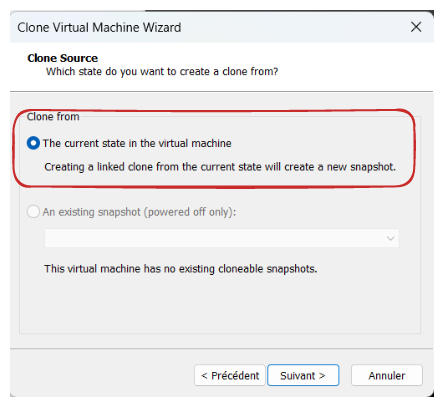 Clone Virtual Machine Wizard
Clone Source
Which state do you want to create a clone from?
Clone from
The current state in the virtual machine
Creating a linked clone from the current state will create a new snapshot.
An existing snapshot (powered off only):
This virtual machine has no existing cloneable snapshots.
< Précédent
Suivant >
Annuler